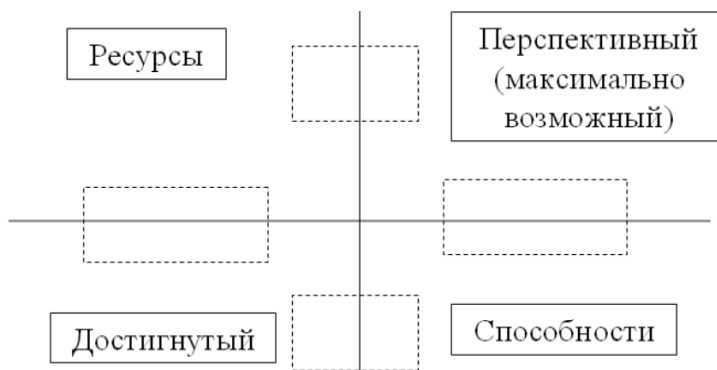 Ресурсы
Перспективный
(максимально
возможный)
Достигнутый
Способности